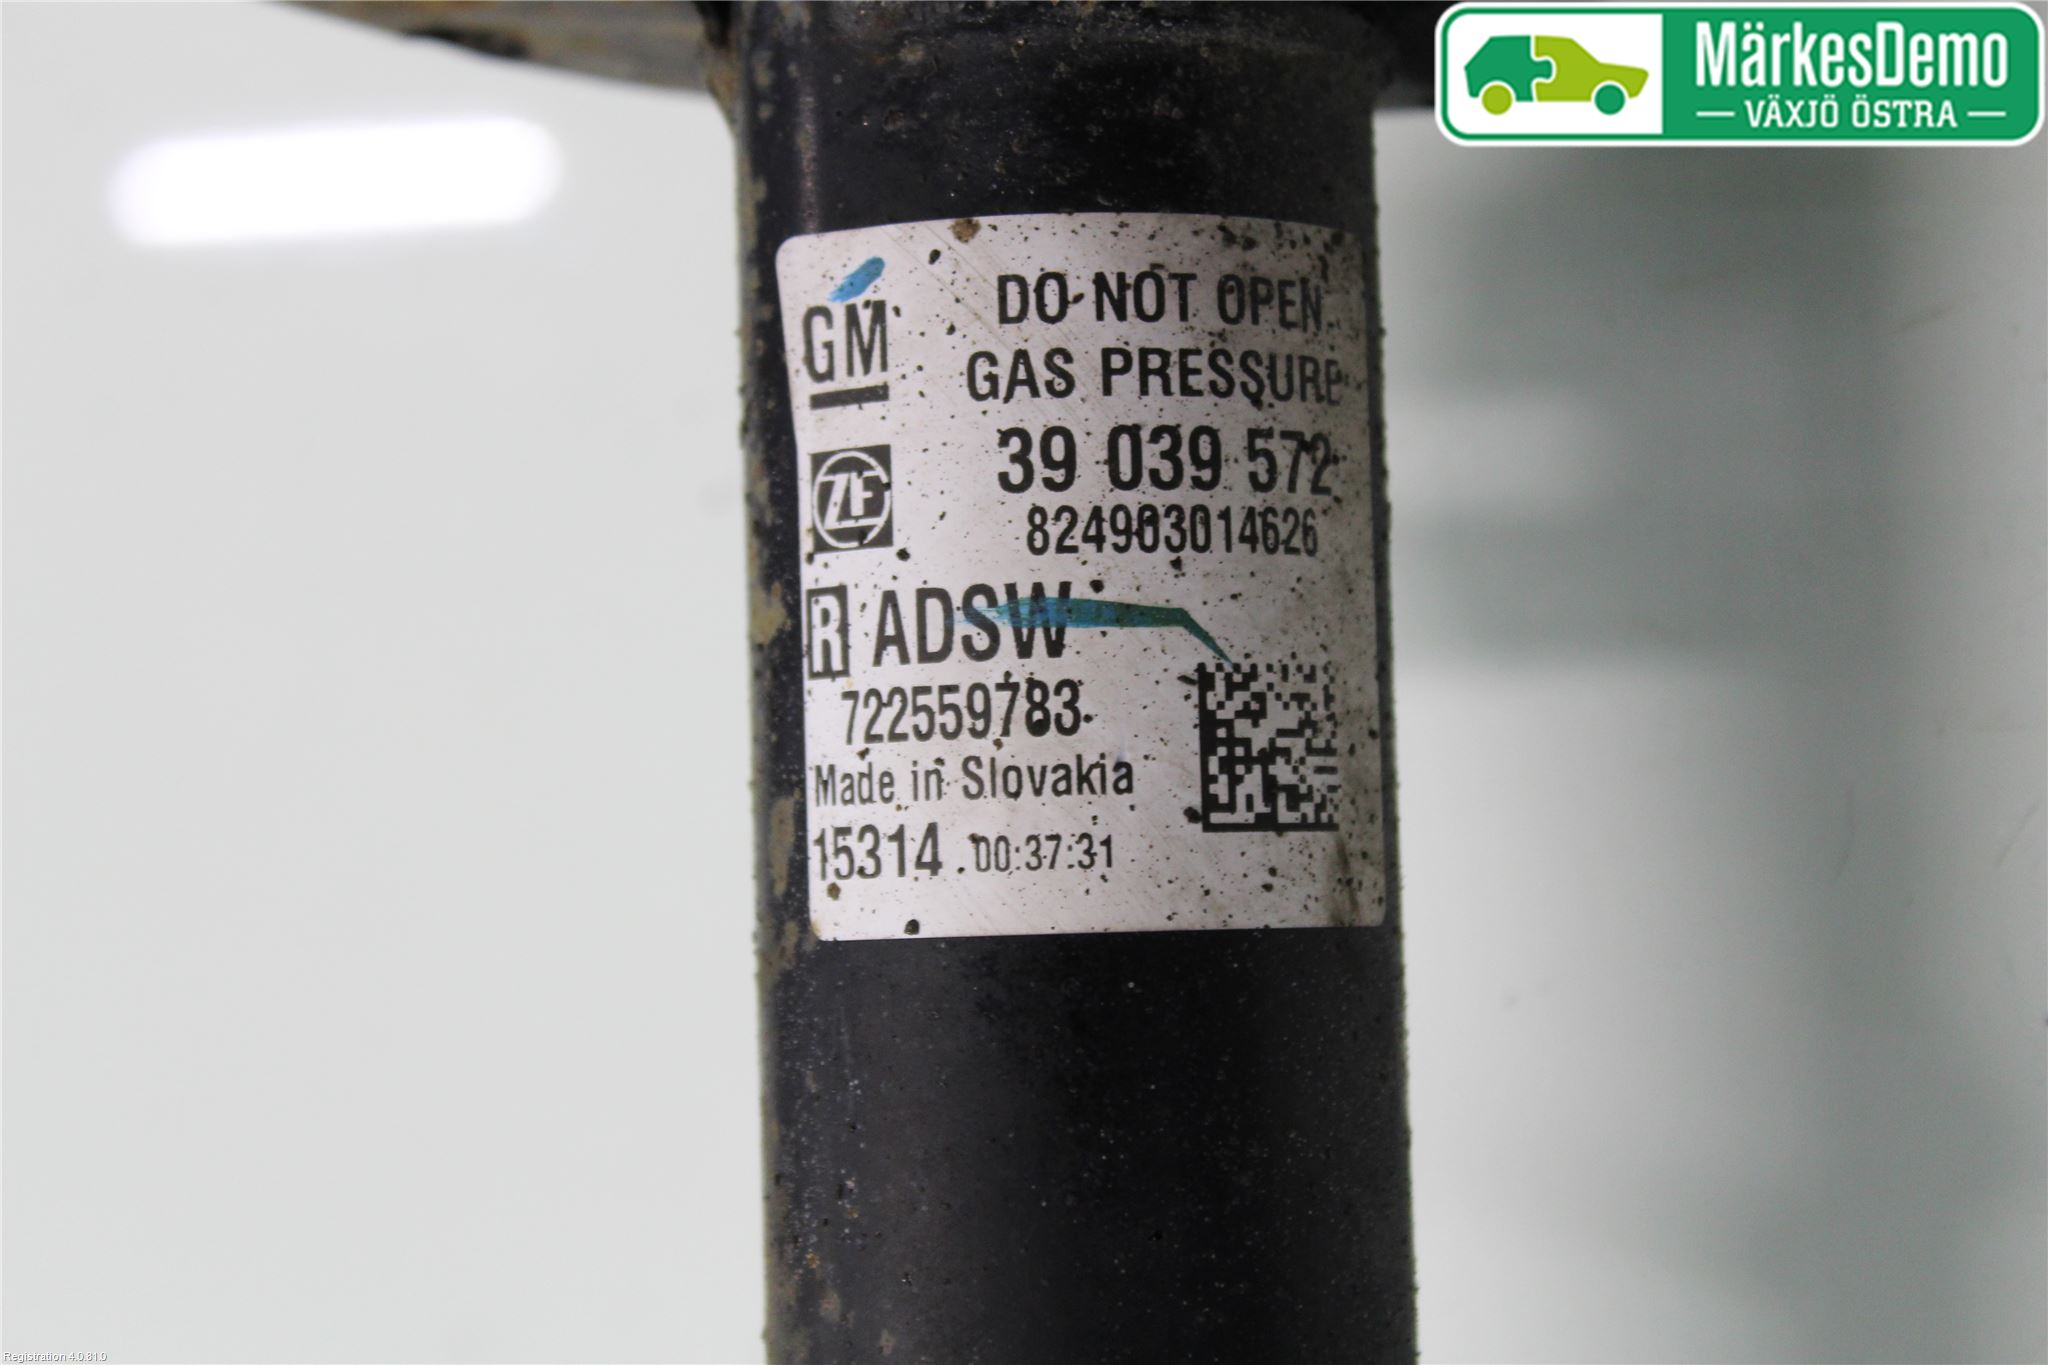 MärkesDemo
VÄXJÖ ÖSTRA
GM
DO NOT OPEN
GAS PRESSURE
ZF
39 039 572
824903014626
R ADSW
722559783
Made in Slovakia
15314 00:37:31
Registration 4.0.81.0